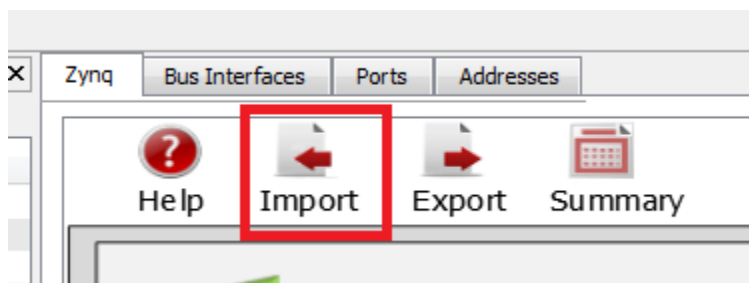 Zynq Bus Interfaces Ports Addresses
Help Import Export Summary